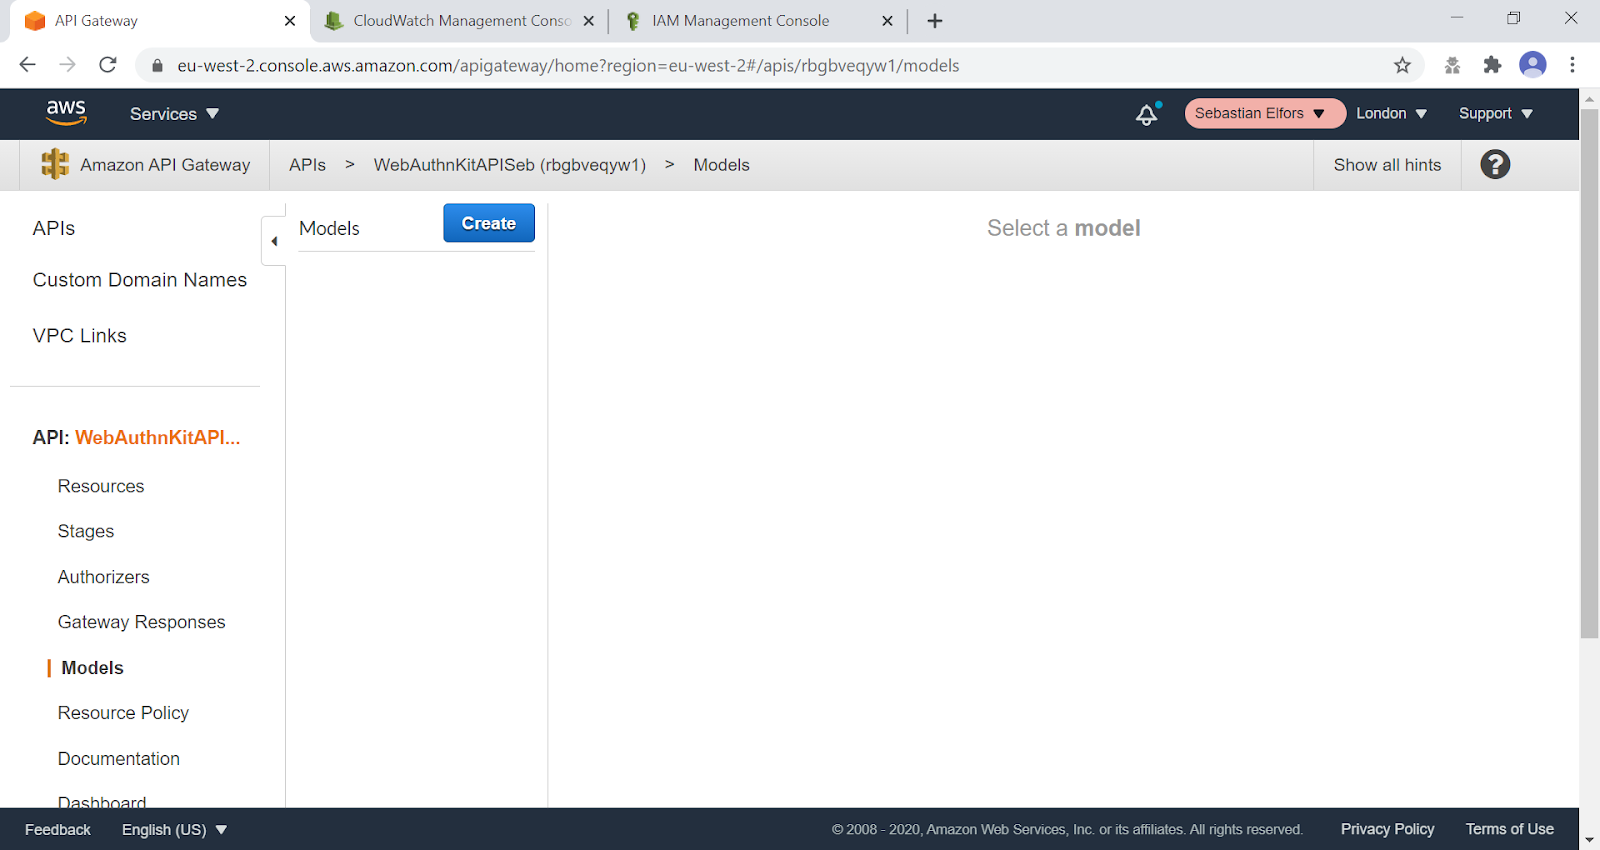 API Gateway
CloudWatch Management Conso
IAM Management Console
eu-west-2.console.aws.amazon.com/apigateway/home?region=eu-west-2#/apis/rbgbveqyw1/models
aws
Services
Sebastian Elfors
London
Support
Amazon API Gateway
APIs > WebAuthnKitAPISeb (rbgbveqyw1) > Models
Show all hints
?
APIs
Custom Domain Names
VPC Links
API: WebAuthnKitAPI...
Resources
Stages
Authorizers
Gateway Responses
Models
Resource Policy
Documentation
Dashboard
Models
Create
Select a model
Feedback
English (US)
© 2008 - 2020, Amazon Web Services, Inc. or its affiliates. All rights reserved.
Privacy Policy
Terms of Use